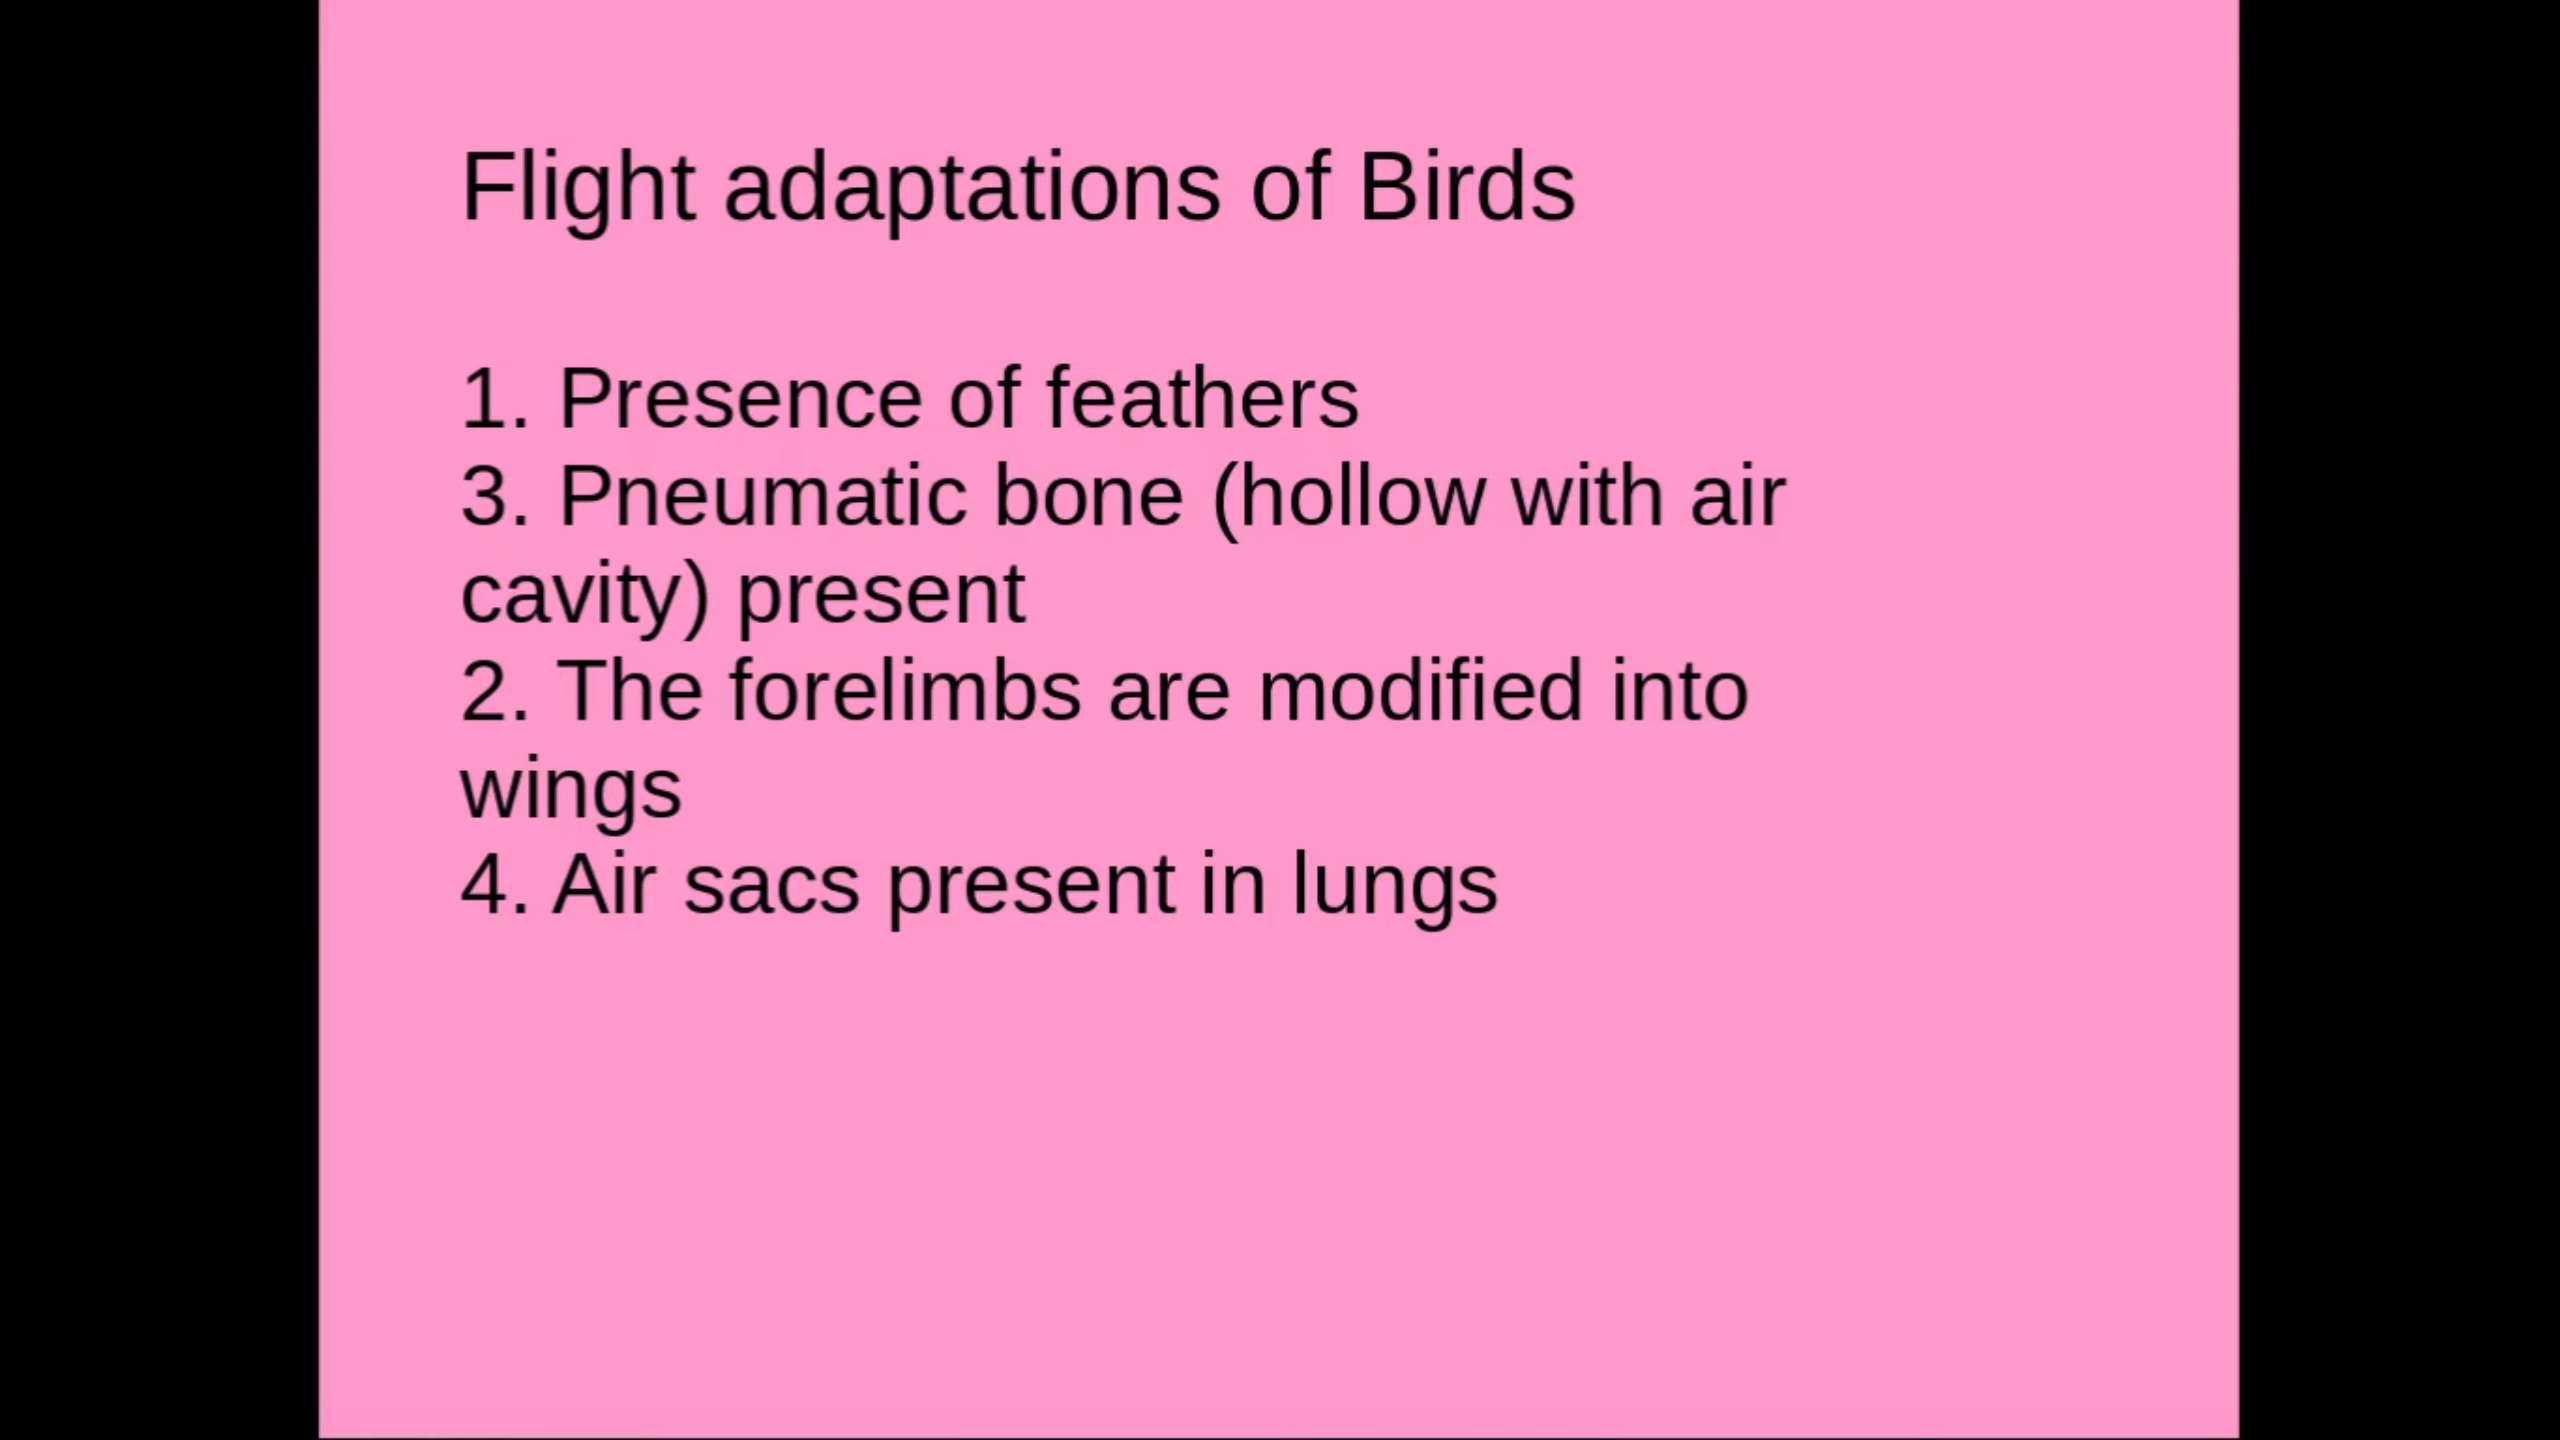 Flight adaptations of Birds
1. Presence of feathers
3. Pneumatic bone (hollow with air
cavity) present
2. The forelimbs are modified into
wings
4. Air sacs present in lungs